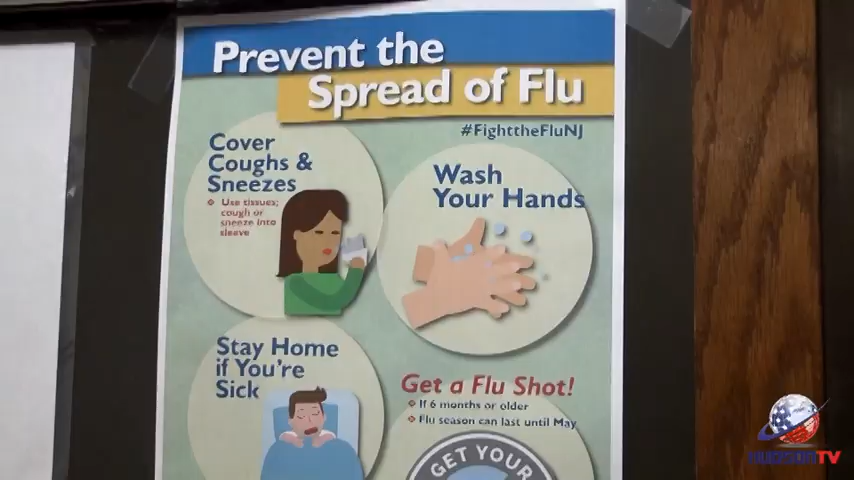 Prevent the
Spread of Flu
#FighttheFluNJ
Cover
Coughs &
Sneezes
Use tissues;
cough or
sneeze into
sleeve
Wash
Your Hands
Stay Home
if You're
Sick
Get a Flu Shot!
If 6 months or older
Flu season can last until May
GET YOUR
HUDSONTV